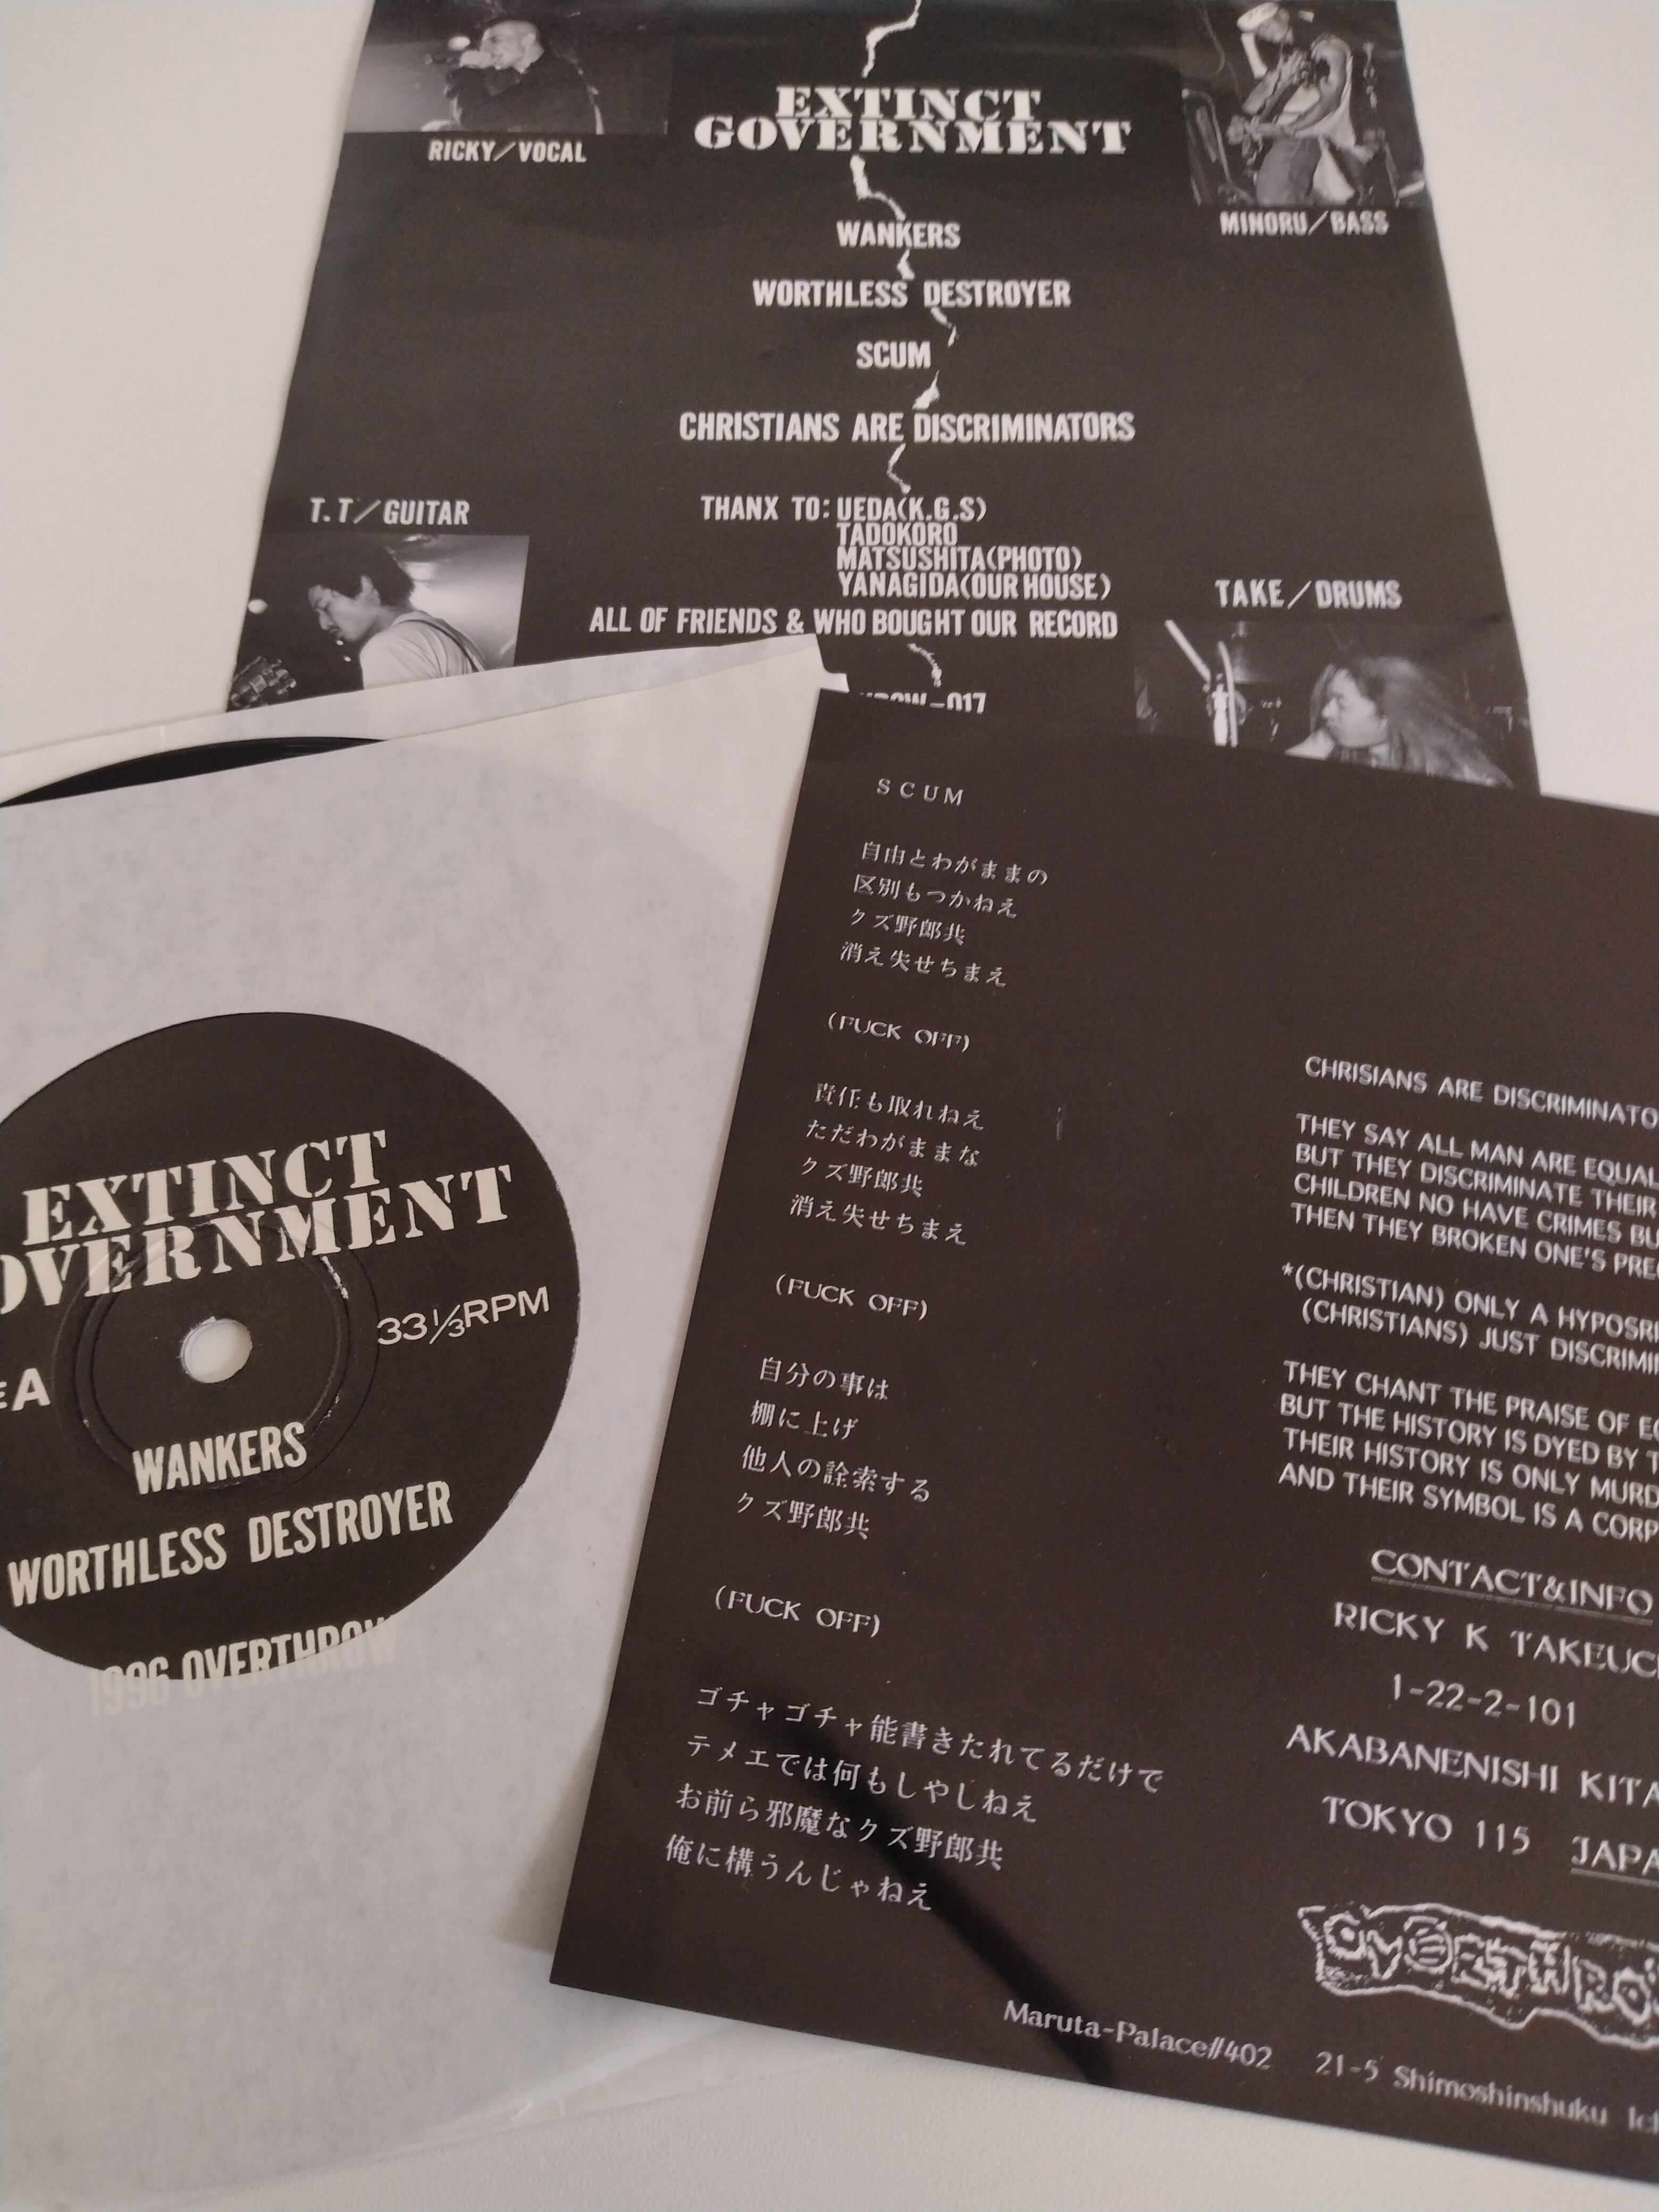 RICKY/VOCAL
EXTINCT
GOVERNMENT
MINORU/BASS
WANKERS
WORTHLESS DESTROYER
SCUM
CHRISTIANS ARE DISCRIMINATORS
T.T/GUITAR
THANX TO: UEDA(K.G.S)
TADOKORO
MATSUSHITA(PHOTO)
YANAGIDA(OUR HOUSE)
TAKE/DRUMS
ALL OF FRIENDS & WHO BOUGHT OUR RECORD
-017
EXTINCT
OVERNMENT
33⅓RPM
A
WANKERS
WORTHLESS DESTROYER
1996 OVERTHROW
SCUM
自由とわがままの
区別もつかねえ
クズ野郎共
消え失せちまえ
(FUCK OFF)
責任も取れねえ
ただわがままな
クズ野郎共
消え失せちまえ
(FUCK OFF)
自分の事は
棚に上げ
他人の詮索する
クズ野郎共
(FUCK OFF)
ゴチャゴチャ能書きたれてるだけで
テメエでは何もしやしねえ
お前ら邪魔なクズ野郎共
俺に構うんじゃねえ
CHRISIANS ARE DISCRIMINATO
THEY SAY ALL MAN ARE EQUAL
BUT THEY DISCRIMINATE THEIR
CHILDREN NO HAVE CRIMES BU
THEN THEY BROKEN ONE'S PRE
*(CHRISTIAN) ONLY A HYPOSRI
(CHRISTIANS) JUST DISCRIMI
THEY CHANT THE PRAISE OF E
BUT THE HISTORY IS DYED BY T
THEIR HISTORY IS ONLY MURD
AND THEIR SYMBOL IS A CORP
CONTACT&INFO
RICKY K TAKEUC
1-22-2-101
AKABANENISHI KITA
TOKYO 115 JAPA
OVERTHRO
Maruta-Palace#402 21-5 Shimoshinshuku Ic